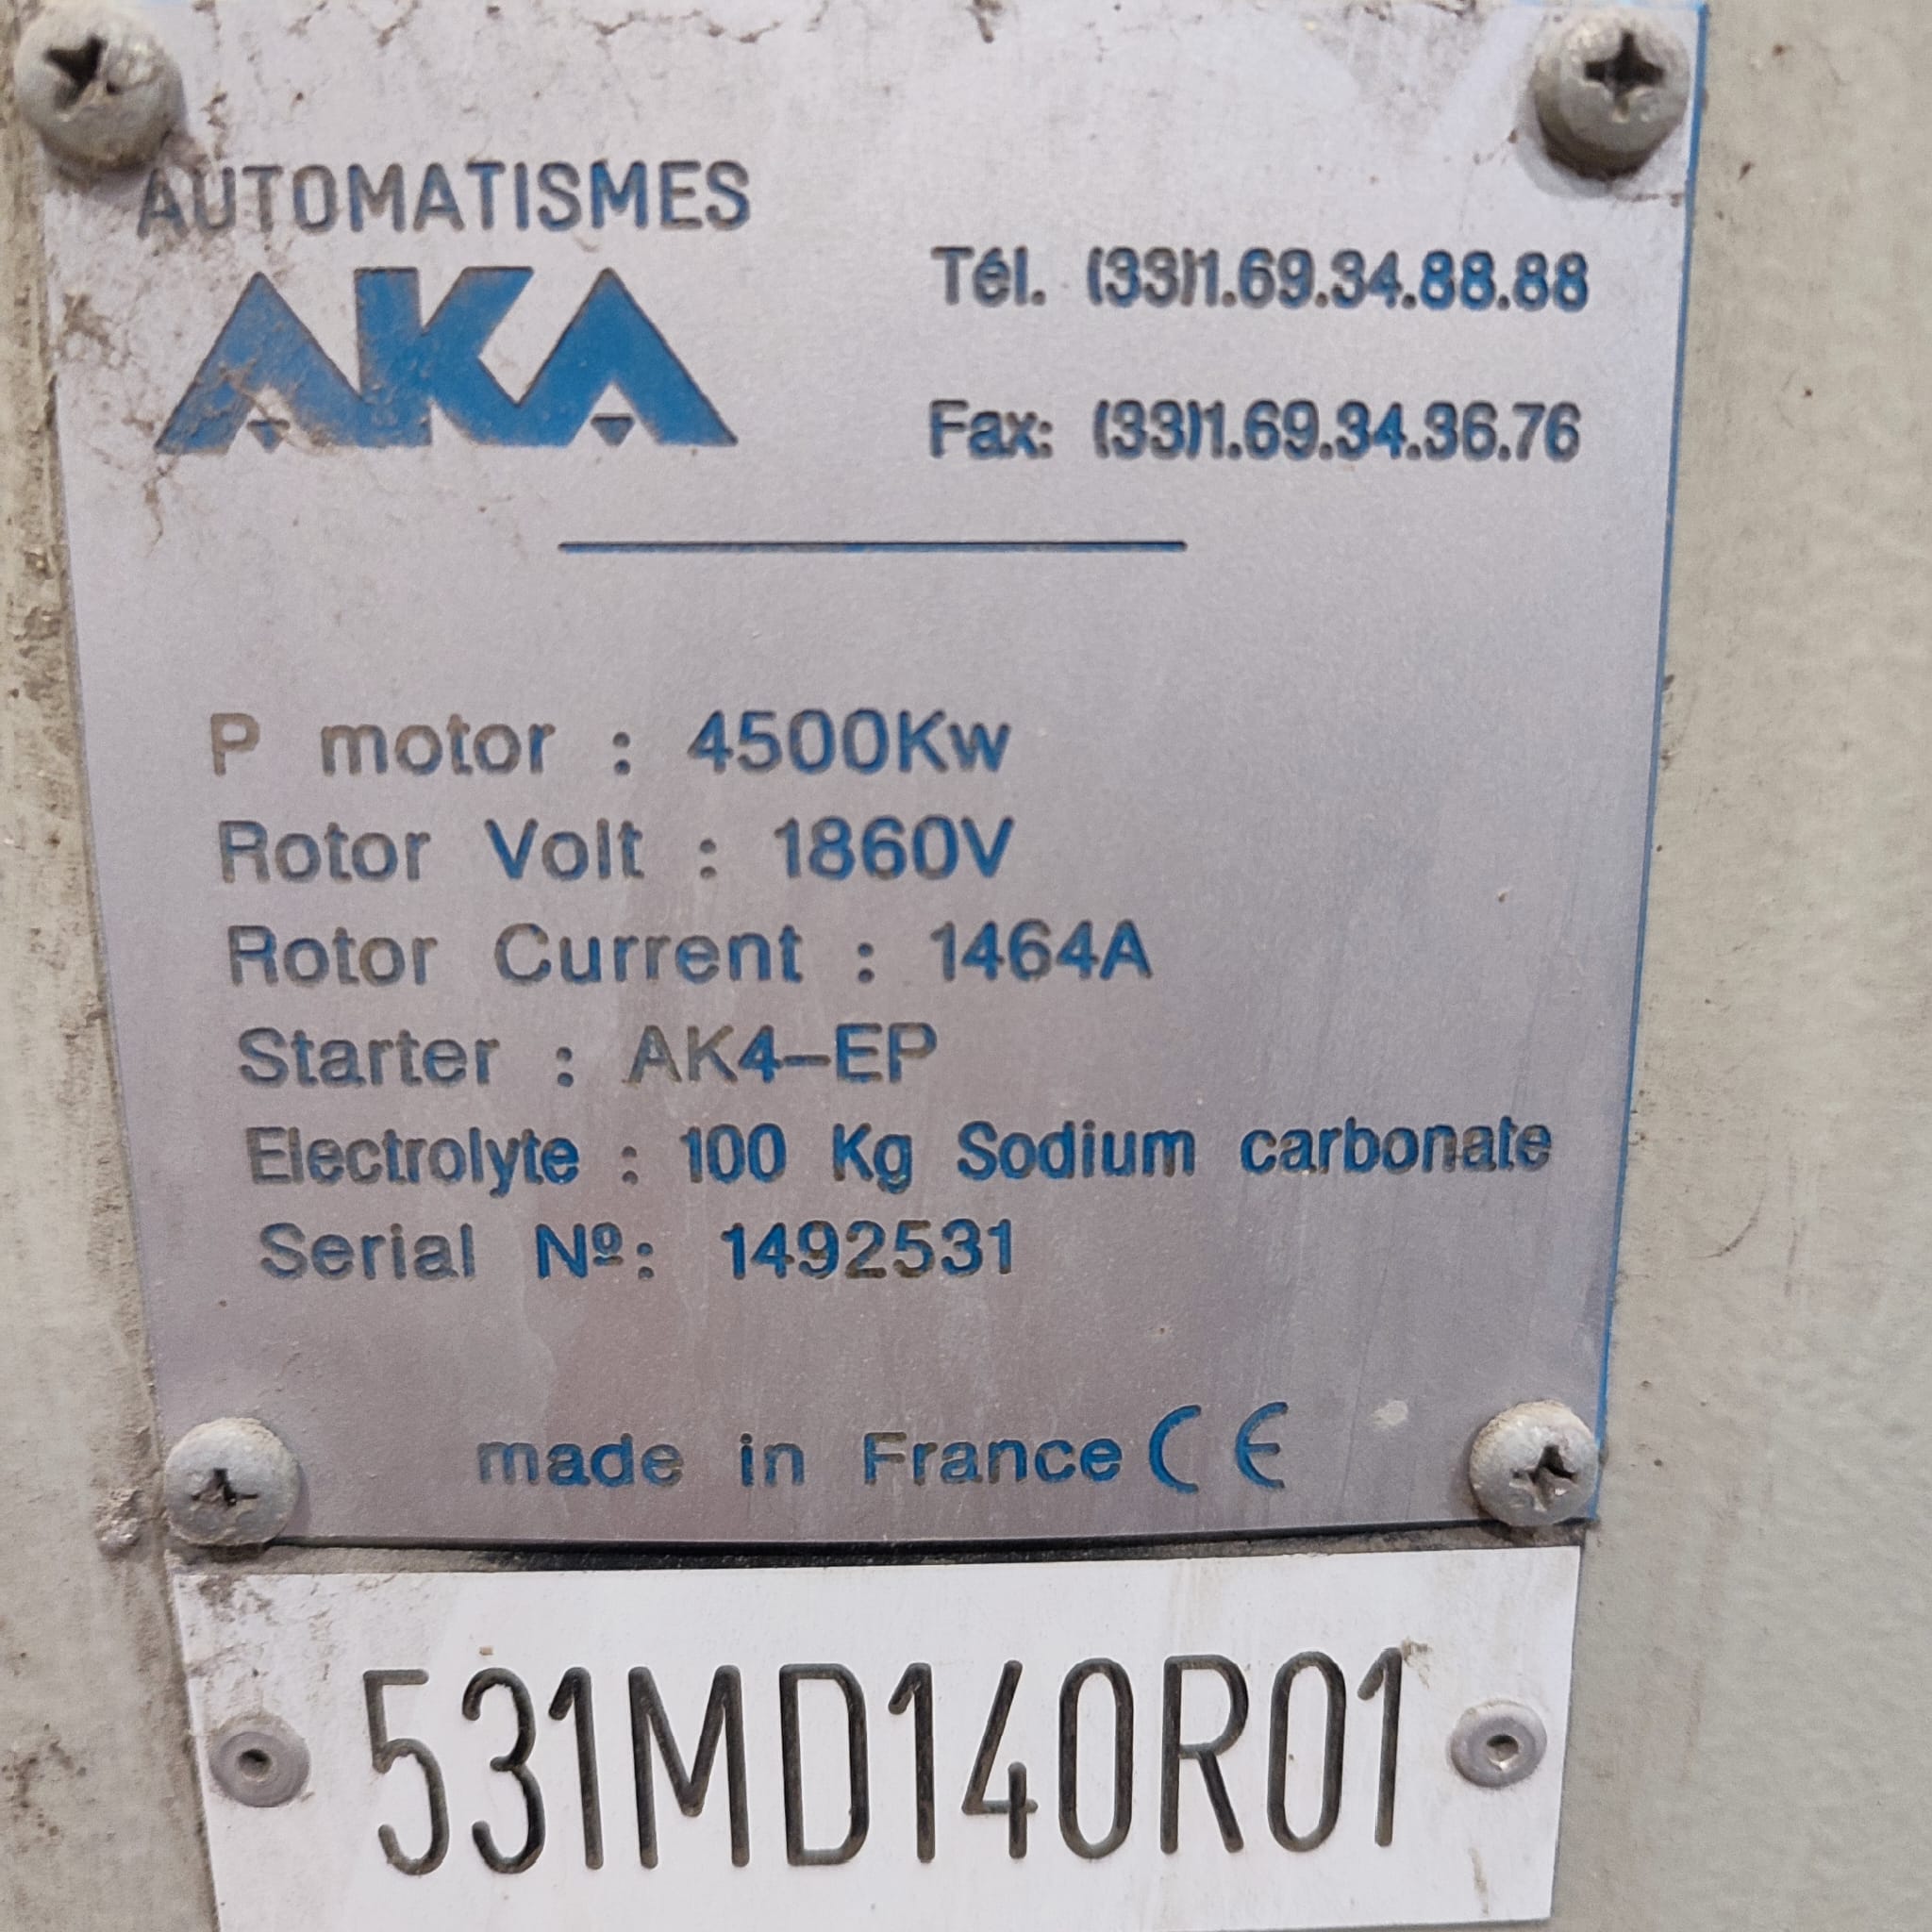 AUTOMATISMES
AKA
Tél. (33)1.69.34.88.88
Fax: (33)1.69.34.36.76
P motor : 4500Kw
Rotor Volt : 1860V
Rotor Current : 1464A
Starter : AK4-EP
Electrolyte : 100 Kg Sodium carbonate
Serial Nº: 1492531
made in France CE
531MD140R01